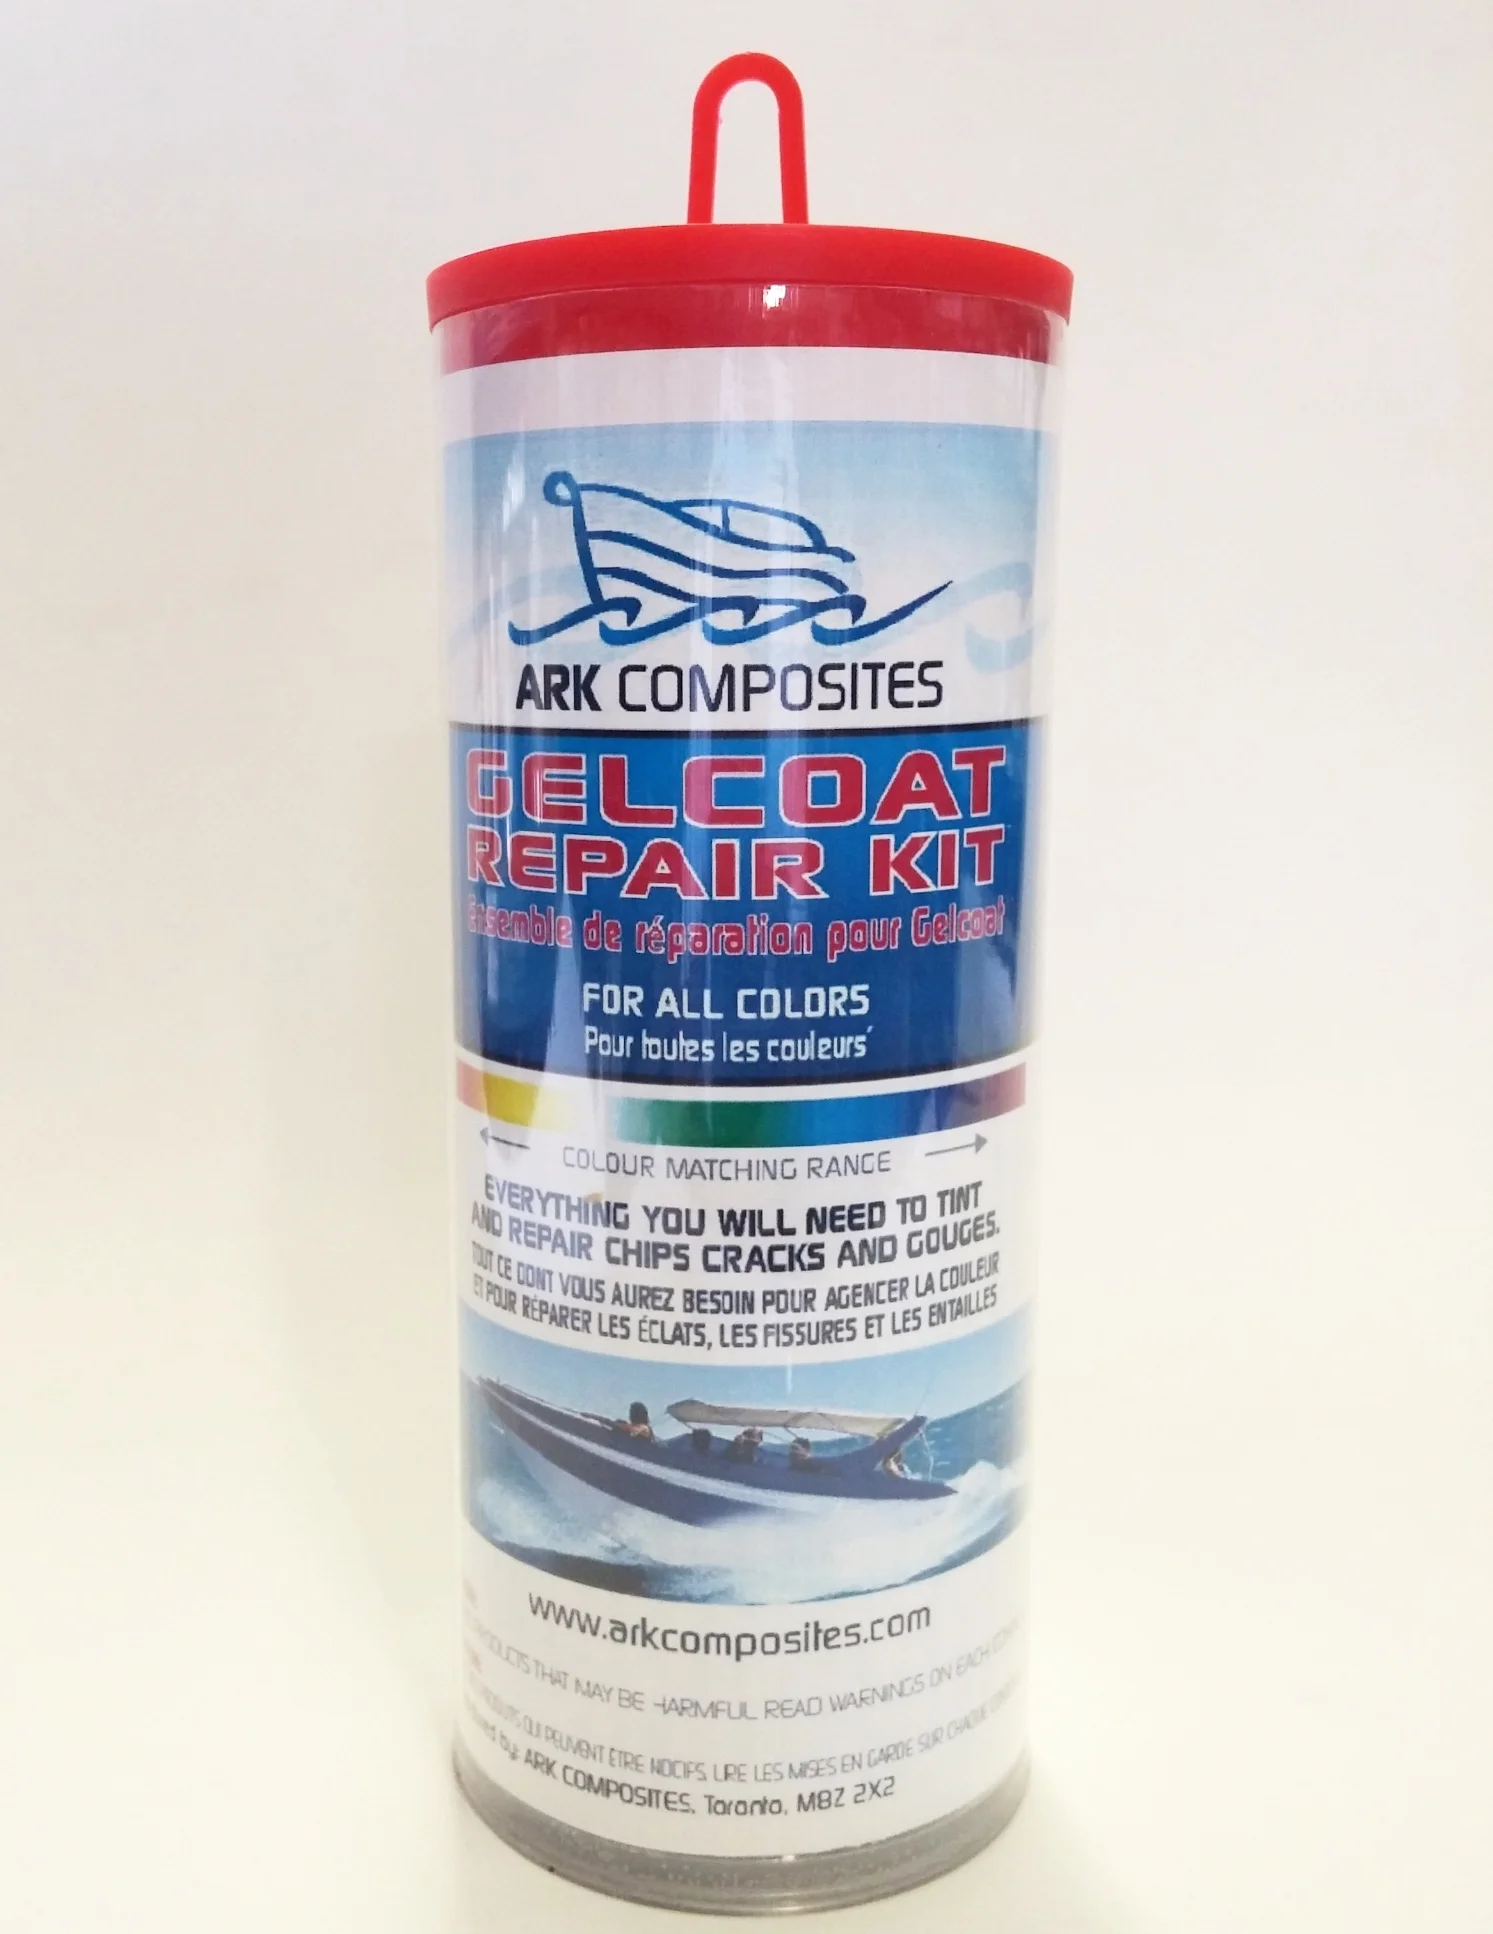 ARK COMPOSITES
GELCOAT
REPAIR KIT
Ensemble de réparation pour Gelcoat
FOR ALL COLORS
Pour toutes les couleurs´
COLOUR MATCHING RANGE
EVERYTHING YOU WILL NEED TO TINT
AND REPAIR CHIPS CRACKS AND GOUGES.
TOUT CE DONT VOUS AUREZ BESOIN POUR AGENCER LA COULEUR
ET POUR RÉPARER LES ÉCLATS, LES FISSURES ET LES ENTAILLES
www.arkcomposites.com
THAT MAY BE HARMFUL READ WARNINGS ON EACH
QUI PEUVENT ÊTRE NOCIFS. LIRE LES MISES EN GARDE SUR CHAQUE
by: ARK COMPOSITES, Toronto, M8Z 2X2